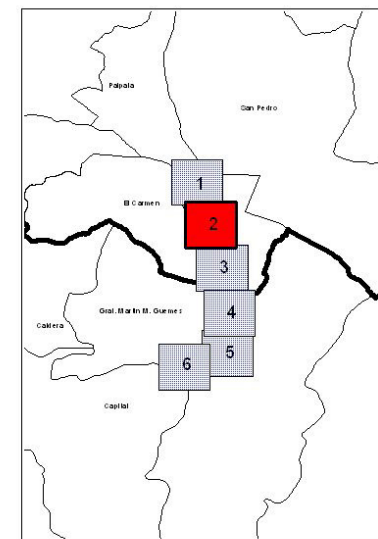 Palpala
San Pedro
1
El Carmen
2
3
Gral. Martin M. Guemes
4
Caldera
5
6
Capital